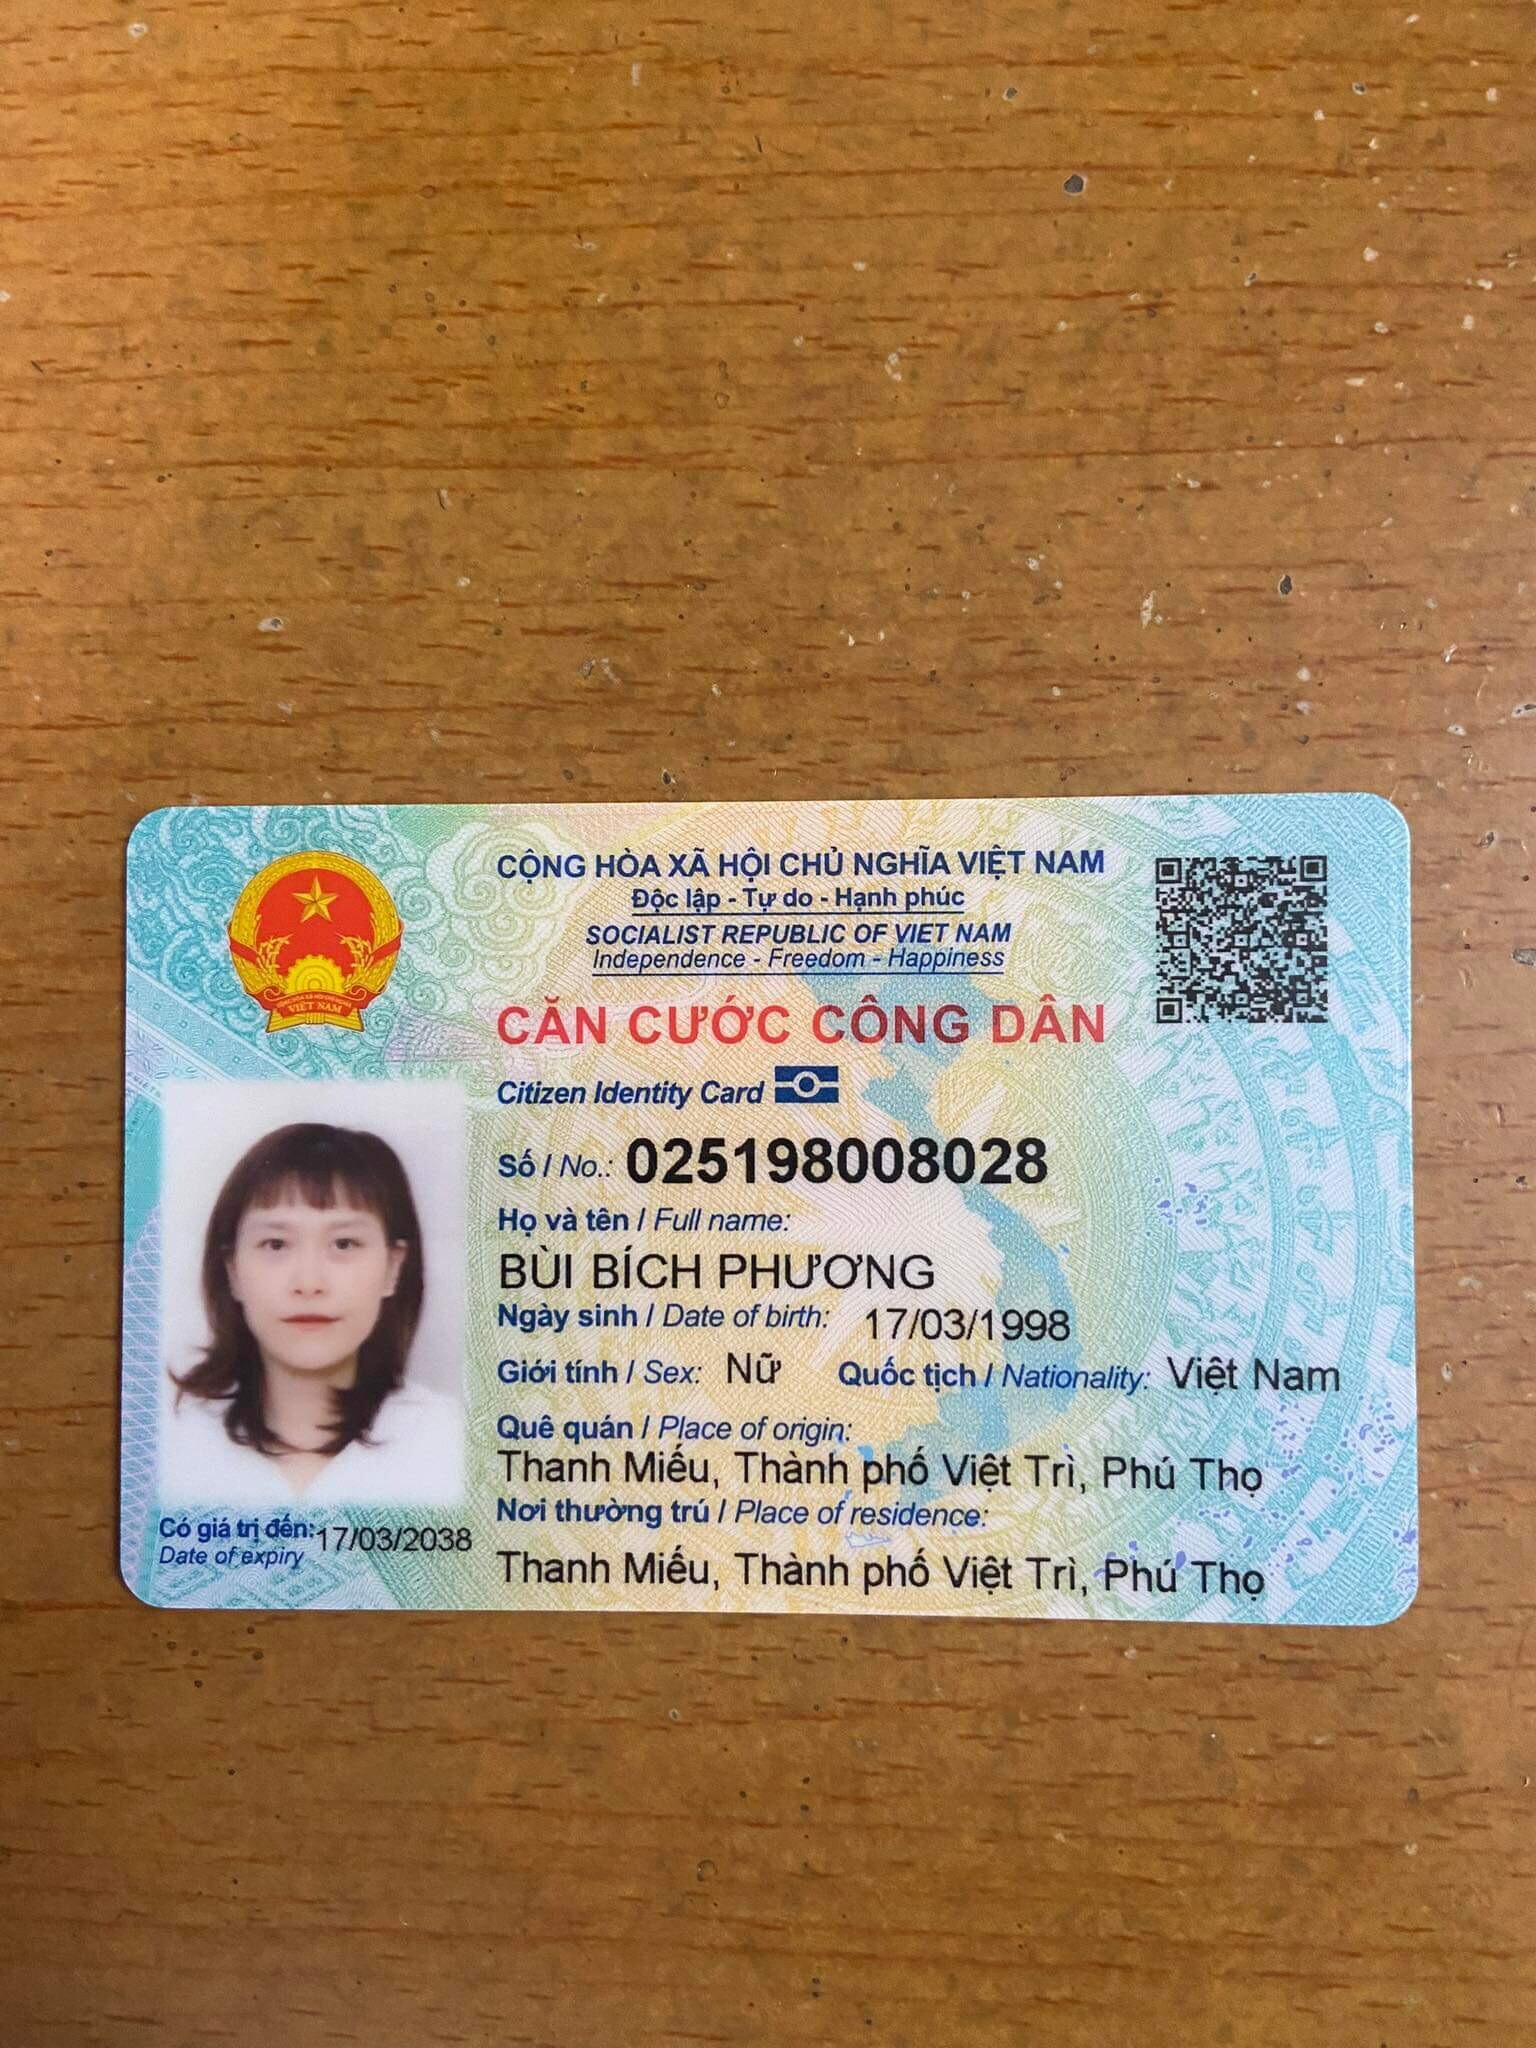 CỘNG HÒA XÃ HỘI CHỦ NGHĨA VIỆT NAM
Độc lập - Tự do - Hạnh phúc
SOCIALIST REPUBLIC OF VIET NAM
Independence - Freedom - Happiness
CĂN CƯỚC CÔNG DÂN
Citizen Identity Card
Số / No.: 025198008028
Họ và tên / Full name:
BÙI BÍCH PHƯƠNG
Ngày sinh / Date of birth: 17/03/1998
Giới tính / Sex: Nữ Quốc tịch / Nationality: Việt Nam
Quê quán / Place of origin:
Thanh Miếu, Thành phố Việt Trì, Phú Thọ
Nơi thường trú / Place of residence:
Thanh Miếu, Thành phố Việt Trì, Phú Thọ
VIỆT NAM
Có giá trị đến: 17/03/2038
Date of expiry